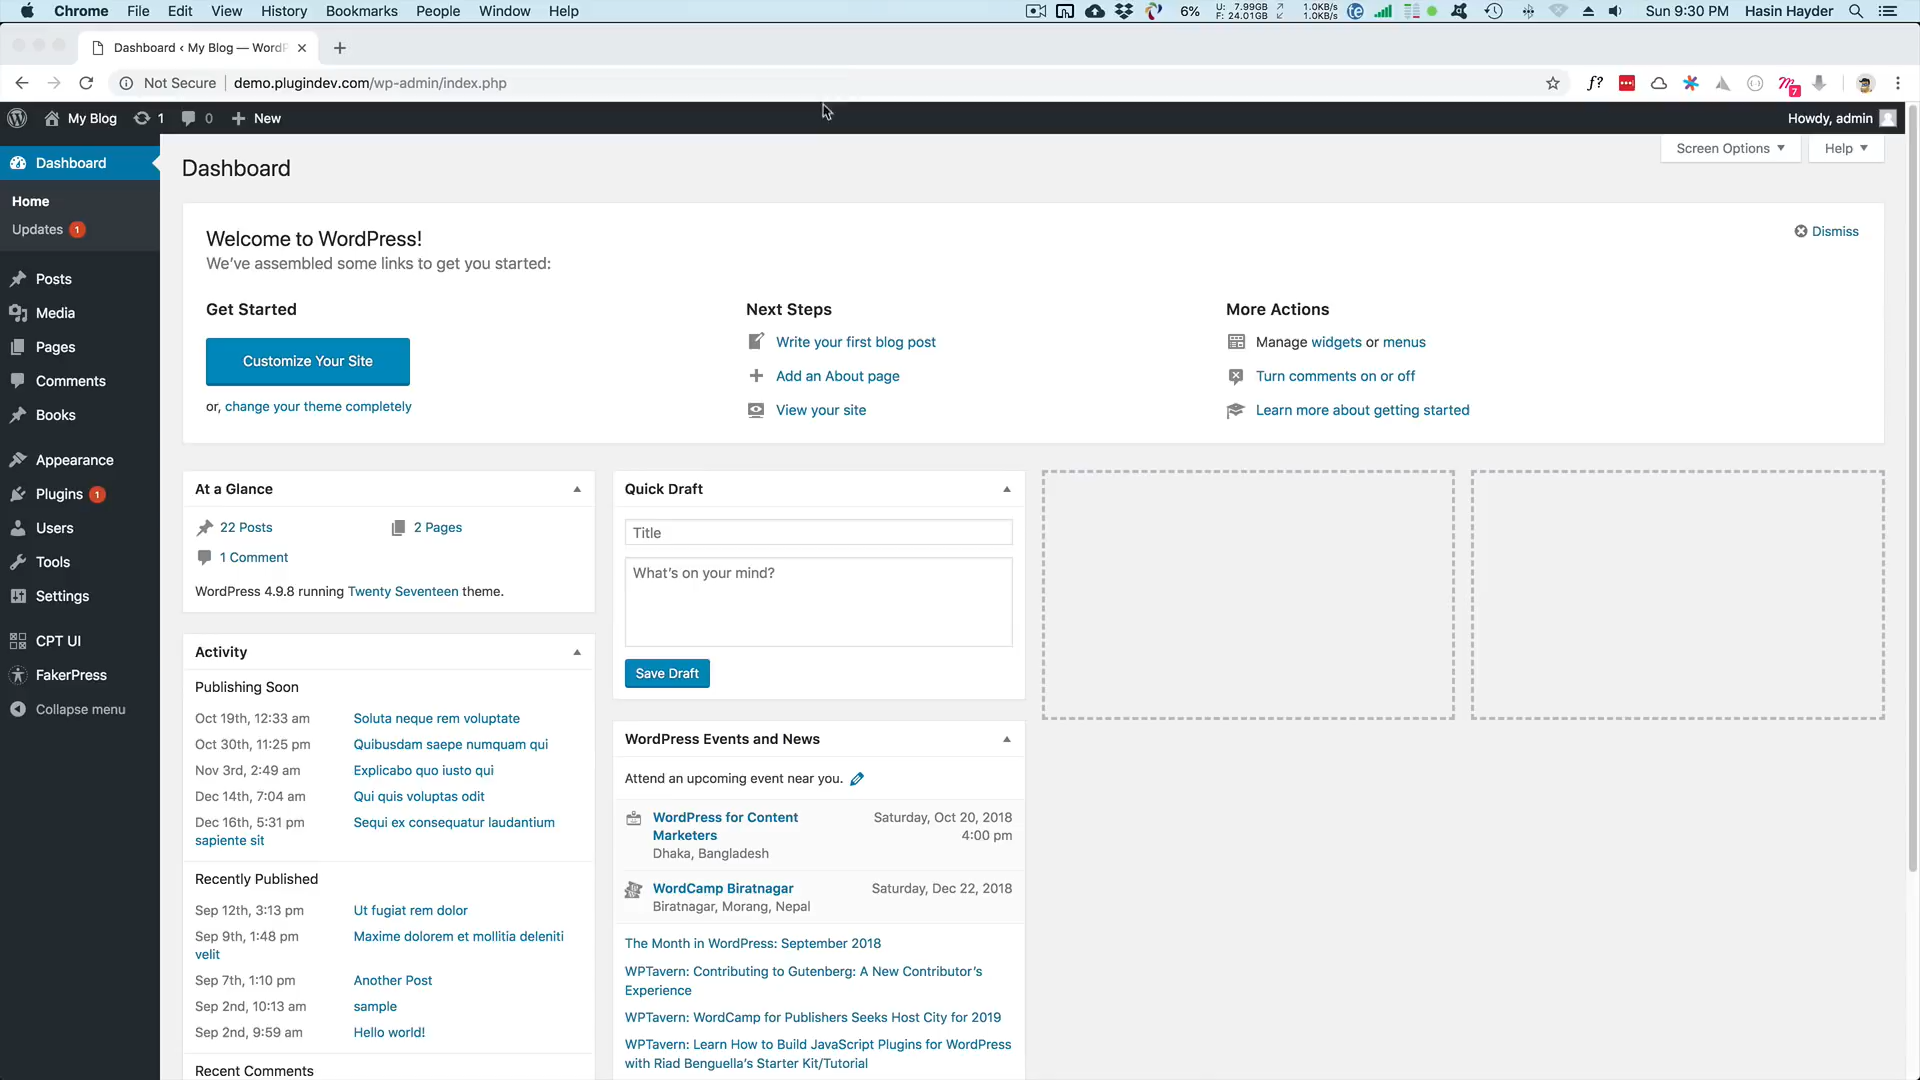 Chrome File Edit View History Bookmarks People Window Help
6% U: 7.99GB F: 24.01GB 1.0KB/s 1.0KB/s Sun 9:30 PM Hasin Hayder
Dashboard ‹ My Blog — WordP
Not Secure demo.plugindev.com/wp-admin/index.php
f? 7
My Blog 1 0 New Howdy, admin
Screen Options Help
Dashboard
Home
Updates 1
Posts
Media
Pages
Comments
Books
Appearance
Plugins 1
Users
Tools
Settings
CPT UI
FakerPress
Collapse menu
Dashboard
Welcome to WordPress!
We've assembled some links to get you started:
Dismiss
Get Started
Customize Your Site
or, change your theme completely
Next Steps
Write your first blog post
Add an About page
View your site
More Actions
Manage widgets or menus
Turn comments on or off
Learn more about getting started
At a Glance
22 Posts 2 Pages
1 Comment
WordPress 4.9.8 running Twenty Seventeen theme.
Activity
Publishing Soon
Oct 19th, 12:33 am Soluta neque rem voluptate
Oct 30th, 11:25 pm Quibusdam saepe numquam qui
Nov 3rd, 2:49 am Explicabo quo iusto qui
Dec 14th, 7:04 am Qui quis voluptas odit
Dec 16th, 5:31 pm Sequi ex consequatur laudantium
sapiente sit
Recently Published
Sep 12th, 3:13 pm Ut fugiat rem dolor
Sep 9th, 1:48 pm Maxime dolorem et mollitia deleniti
velit
Sep 7th, 1:10 pm Another Post
Sep 2nd, 10:13 am sample
Sep 2nd, 9:59 am Hello world!
Recent Comments
Quick Draft
Title
What's on your mind?
Save Draft
WordPress Events and News
Attend an upcoming event near you.
WordPress for Content Saturday, Oct 20, 2018
Marketers 4:00 pm
Dhaka, Bangladesh
WordCamp Biratnagar Saturday, Dec 22, 2018
Biratnagar, Morang, Nepal
The Month in WordPress: September 2018
WPTavern: Contributing to Gutenberg: A New Contributor's
Experience
WPTavern: WordCamp for Publishers Seeks Host City for 2019
WPTavern: Learn How to Build JavaScript Plugins for WordPress
with Riad Benguella's Starter Kit/Tutorial